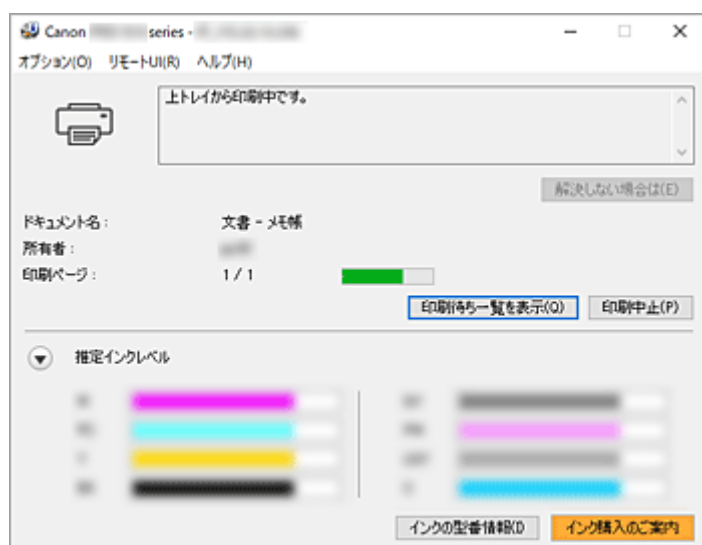 Canon series -
オプション(O) リモートUI(R) ヘルプ(H)
上トレイから印刷中です。
解決しない場合は(E)
ドキュメント名 : 文書 - メモ帳
所有者 :
印刷ページ : 1 / 1
印刷待ち一覧を表示(Q) 印刷中止(P)
推定インクレベル
インクの型番情報(I) インク購入のご案内